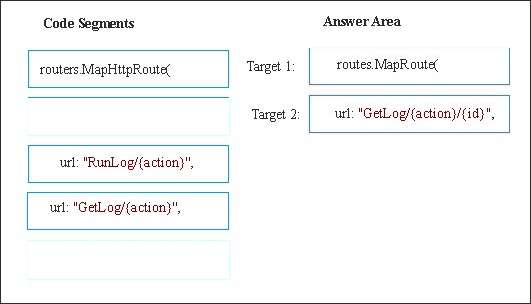 Code Segments
Answer Area
routers.MapHttpRoute(
Target 1:
routes.MapRoute(
Target 2:
url: "GetLog/{action}/{id}",
url: "RunLog/{action}",
url: "GetLog/{action}",